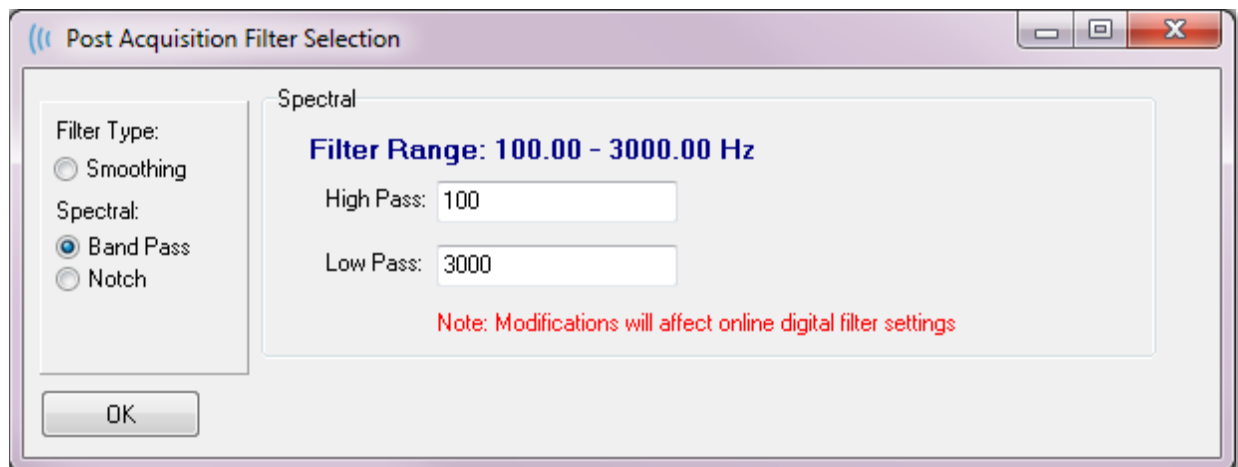 Post Acquisition Filter Selection
Filter Type:
Smoothing
Spectral:
Band Pass
Notch
OK
Spectral
Filter Range: 100.00 - 3000.00 Hz
High Pass: 100
Low Pass: 3000
Note: Modifications will affect online digital filter settings